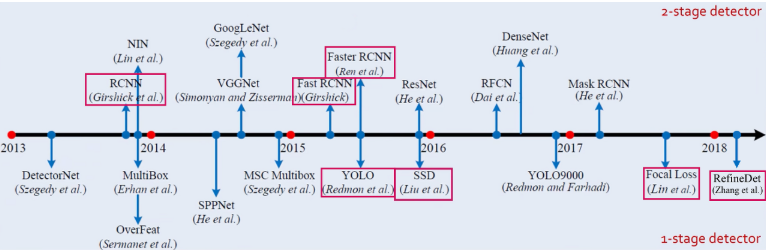 2-stage detector
GoogLeNet
(Szegedy et al.)
DenseNet
(Huang et al.)
NIN
(Lin et al.)
Faster RCNN
(Ren et al.)
RCNN
(Girshick et al.)
VGGNet
(Simonyan and Zisserman)
Fast RCNN
(Girshick)
ResNet
(He et al.)
RFCN
(Dai et al.)
Mask RCNN
(He et al.)
2013
2014
2015
2016
2017
2018
DetectorNet
(Szegedy et al.)
MultiBox
(Erhan et al.)
SPPNet
(He et al.)
MSC Multibox
(Szegedy et al.)
YOLO
(Redmon et al.)
SSD
(Liu et al.)
YOLO9000
(Redmon and Farhadi)
Focal Loss
(Lin et al.)
RefineDet
(Zhang et al.)
OverFeat
(Sermanet et al.)
1-stage detector